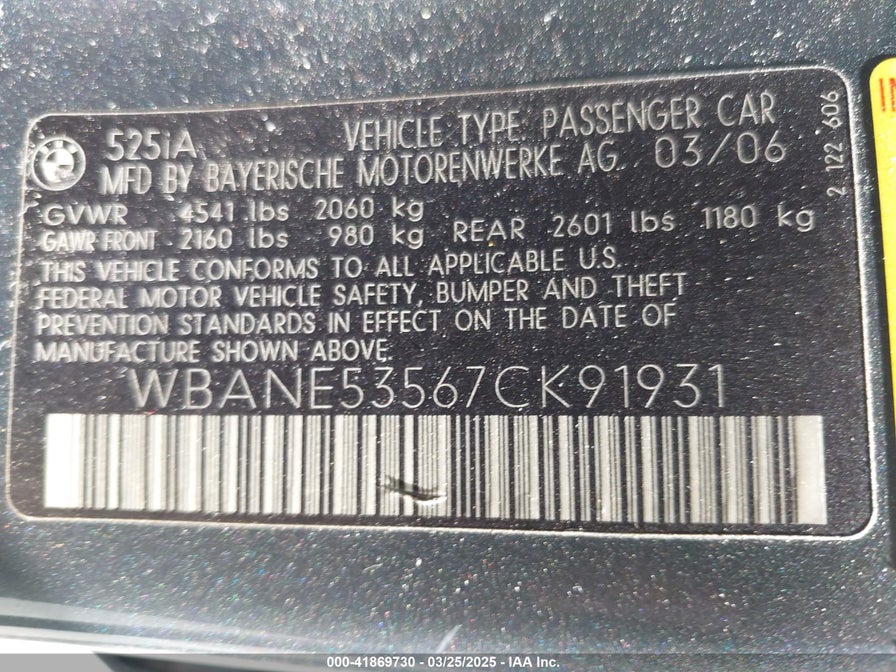 525iA VEHICLE TYPE PASSENGER CAR
MFD BY BAYERISCHE MOTORENWERKE AG 03/06
GVWR 4541 lbs 2060 kg
GAWR FRONT 2160 lbs 980 kg REAR 2601 lbs 1180 kg
THIS VEHICLE CONFORMS TO ALL APPLICABLE U.S.
FEDERAL MOTOR VEHICLE SAFETY, BUMPER AND THEFT
PREVENTION STANDARDS IN EFFECT ON THE DATE OF
MANUFACTURE SHOWN ABOVE.
WBANE53567CK91931
2 122 606
000-41869730 - 03/25/2025 - IAA Inc.